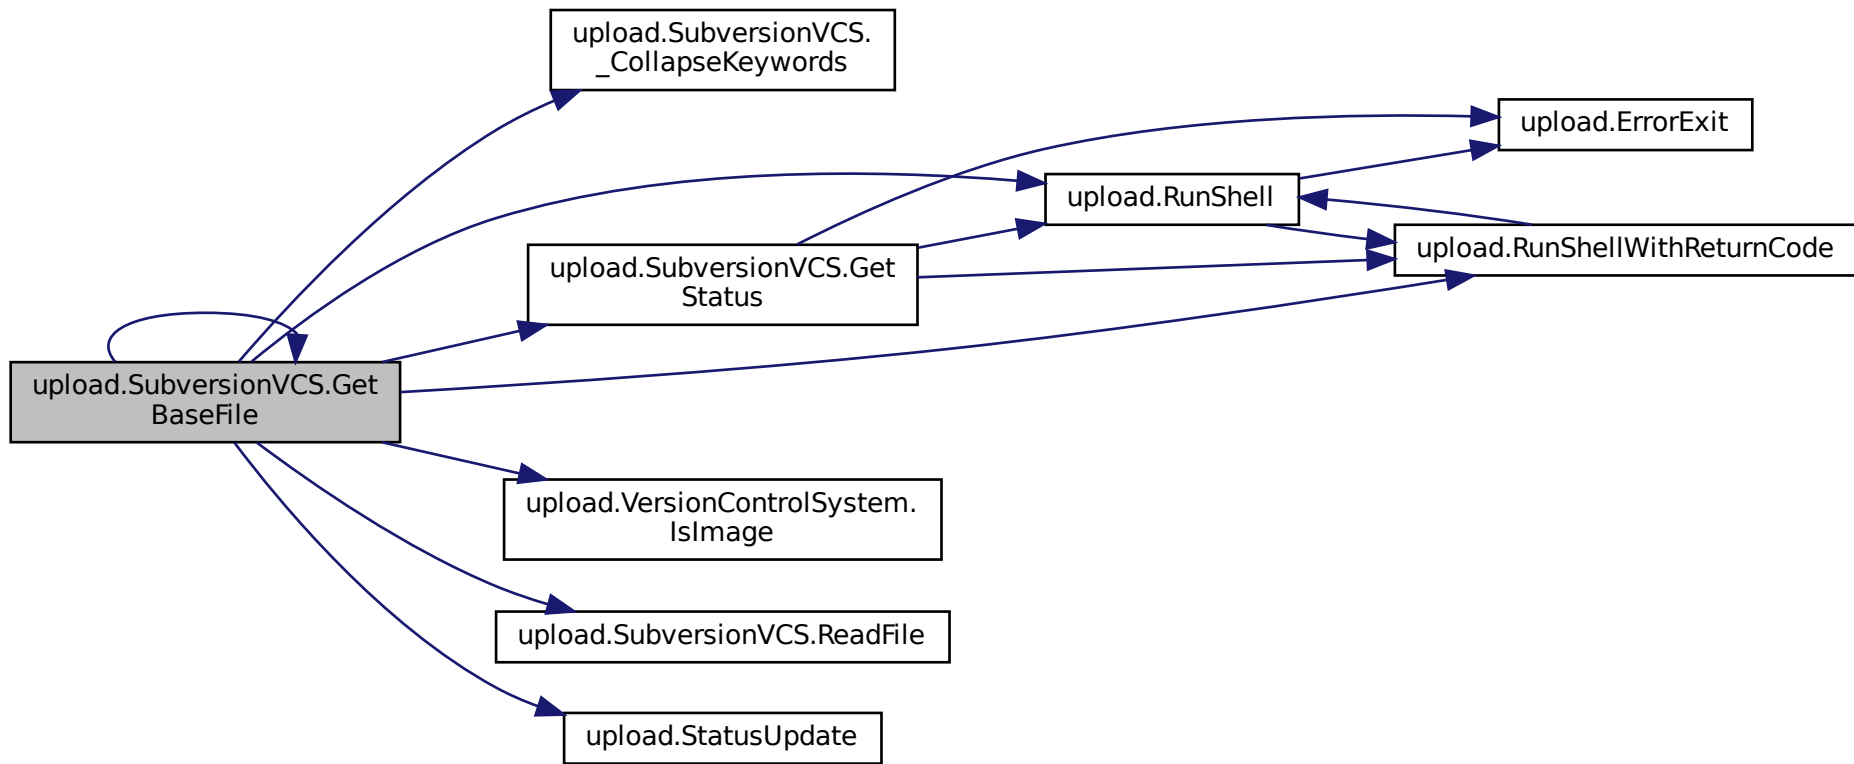 upload.SubversionVCS.
_CollapseKeywords
upload.ErrorExit
upload.RunShell
upload.RunShellWithReturnCode
upload.SubversionVCS.Get
Status
upload.SubversionVCS.Get
BaseFile
upload.VersionControlSystem.
IsImage
upload.SubversionVCS.ReadFile
upload.StatusUpdate